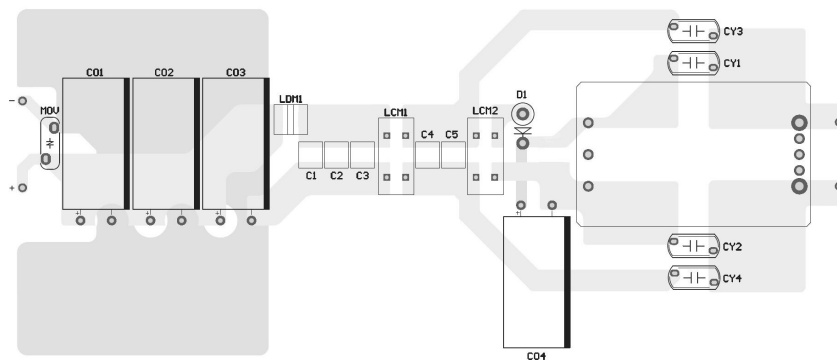 CY3
CY1
CO1 CO2 CO3
MOV
LDM1
D1
LCM1 C4 C5 LCM2
C1 C2 C3
-
+
+ + + +
CY2
CY4
CO4